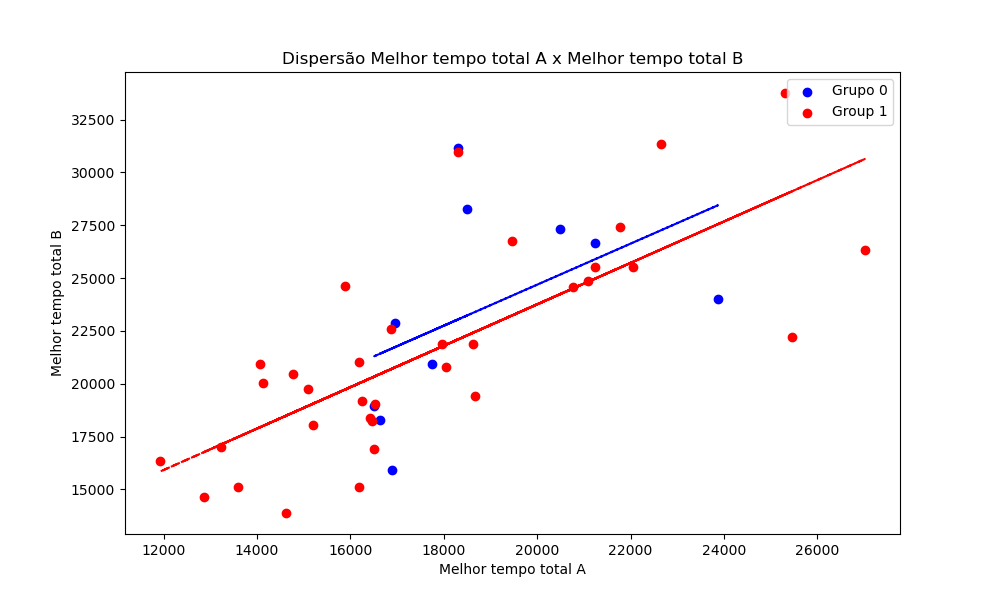 Dispersão Melhor tempo total A x Melhor tempo total B
Grupo 0
Group 1
32500
30000
27500
25000
22500
20000
17500
15000
Melhor tempo total B
12000 14000 16000 18000 20000 22000 24000 26000
Melhor tempo total A